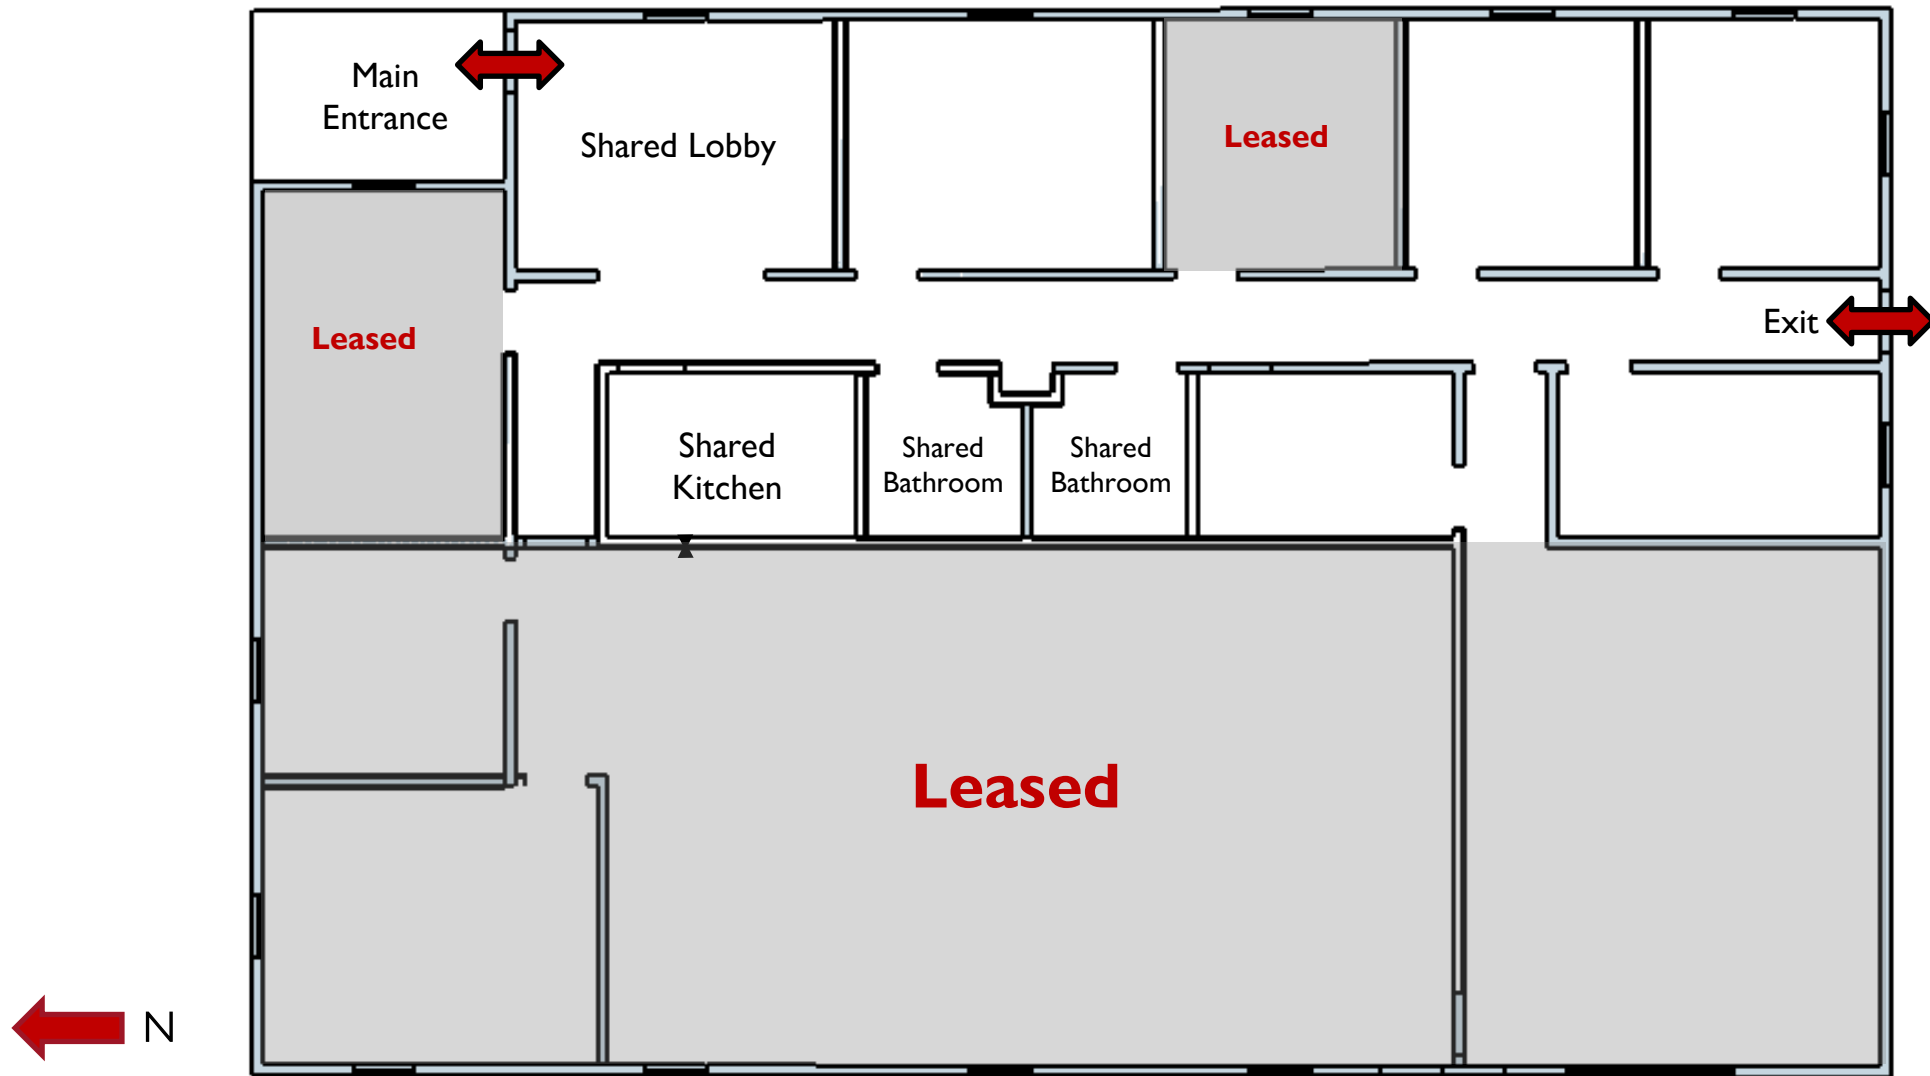 Main
Entrance
Shared Lobby
Leased
Leased
Exit
Shared
Kitchen
Shared
Bathroom
Shared
Bathroom
Leased
N